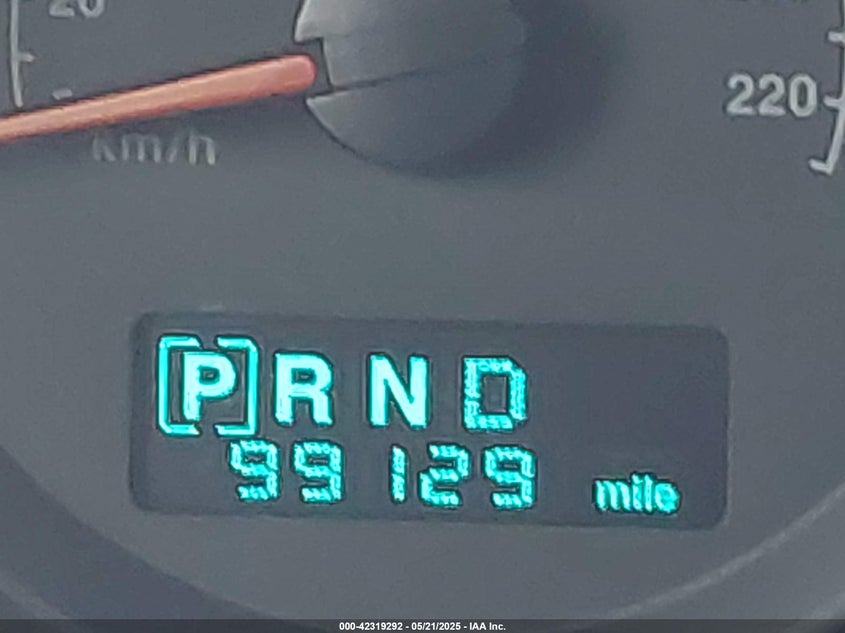 20
220
km/h
[P] R N D
99129 mile
000-42319292 - 05/21/2025 - IAA Inc.